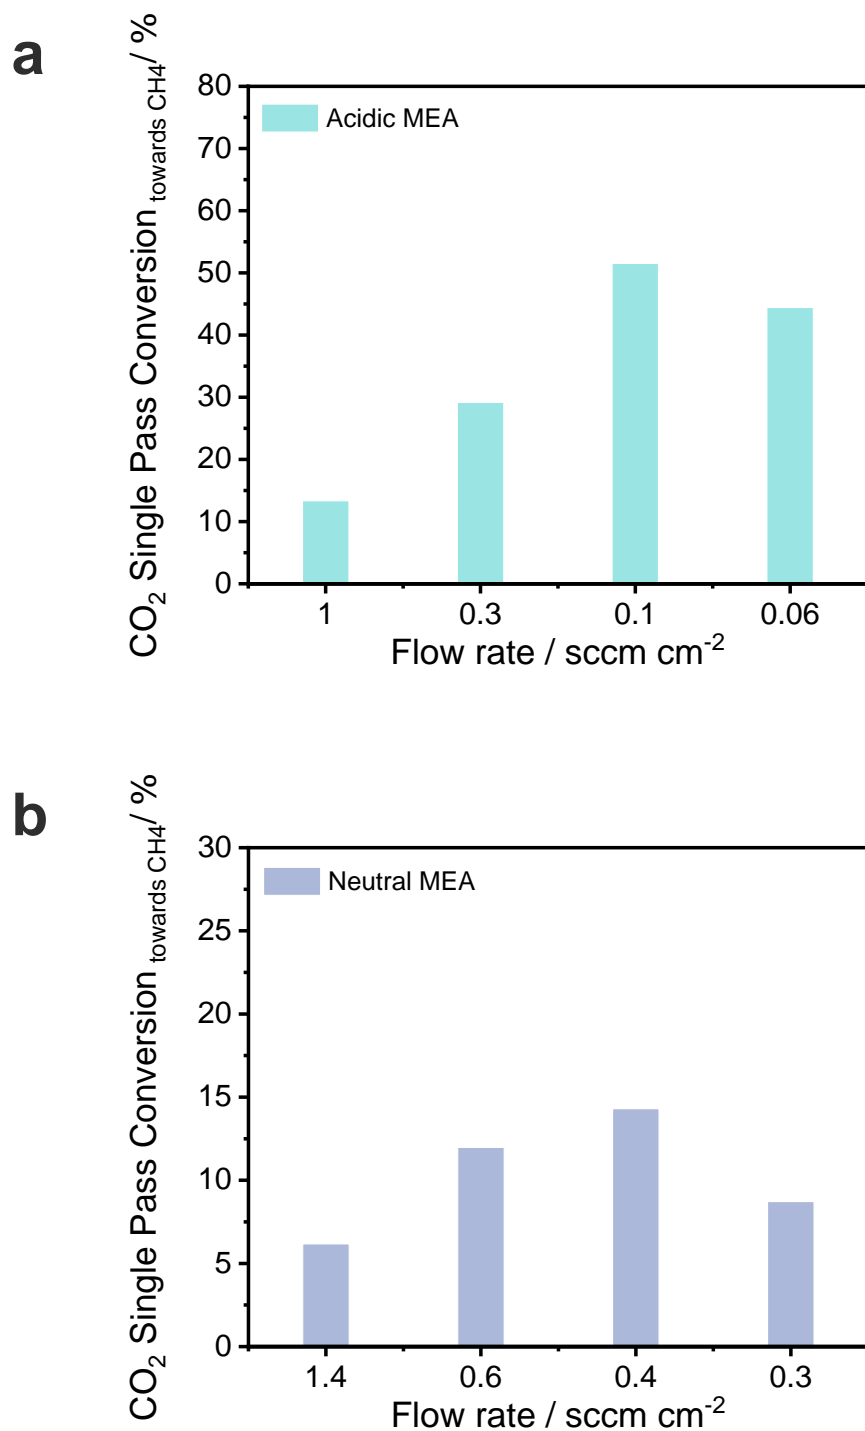 a
CO2 Single Pass Conversion towards CH4/ %
80
70
60
50
40
30
20
10
0
Acidic MEA
1 0.3 0.1 0.06
Flow rate / sccm cm-2
b
CO2 Single Pass Conversion towards CH4/ %
30
25
20
15
10
5
0
Neutral MEA
1.4 0.6 0.4 0.3
Flow rate / sccm cm-2